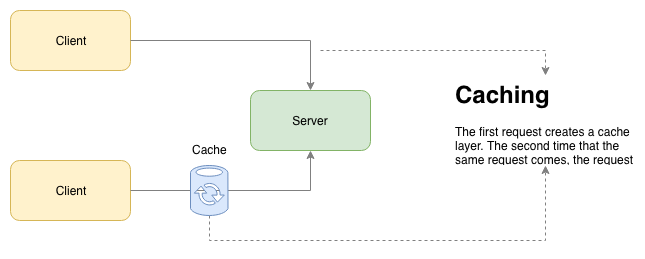 Client
Server
Cache
Client
Caching
The first request creates a cache
layer. The second time that the
same request comes, the request